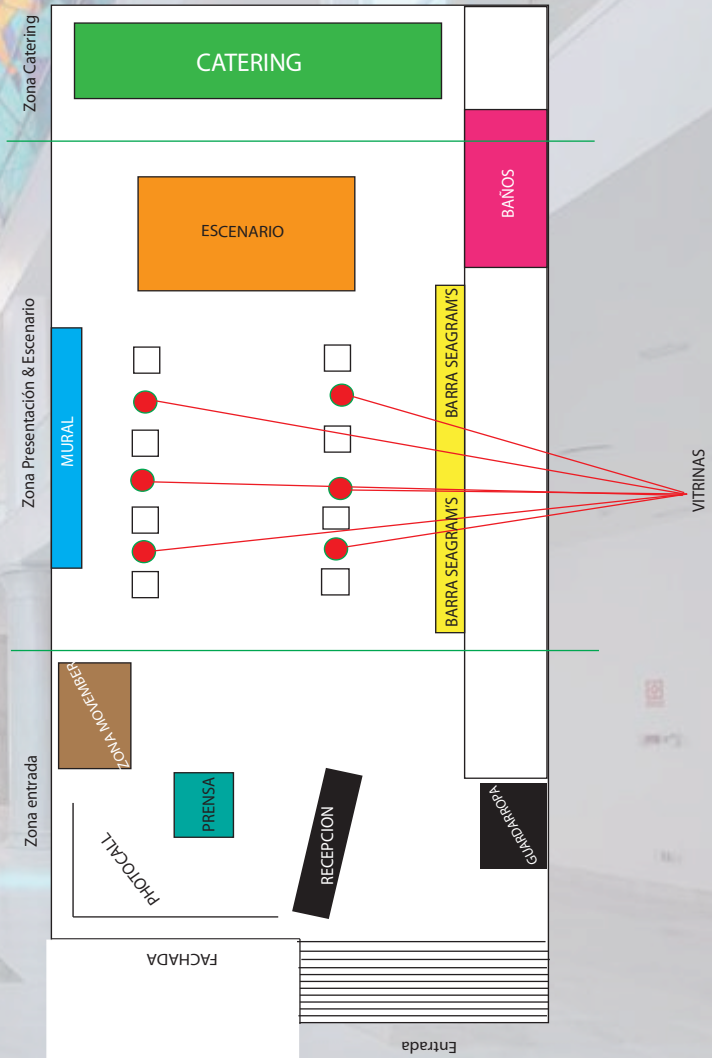 Zona Catering
CATERING
BAÑOS
ESCENARIO
Zona Presentación & Escenario
MURAL
BARRA SEAGRAM'S
BARRA SEAGRAM'S
VITRINAS
Zona entrada
ZONA MOVEMBER
PRENSA
PHOTOCALL
RECEPCION
GUARDARROPA
FACHADA
Entrada